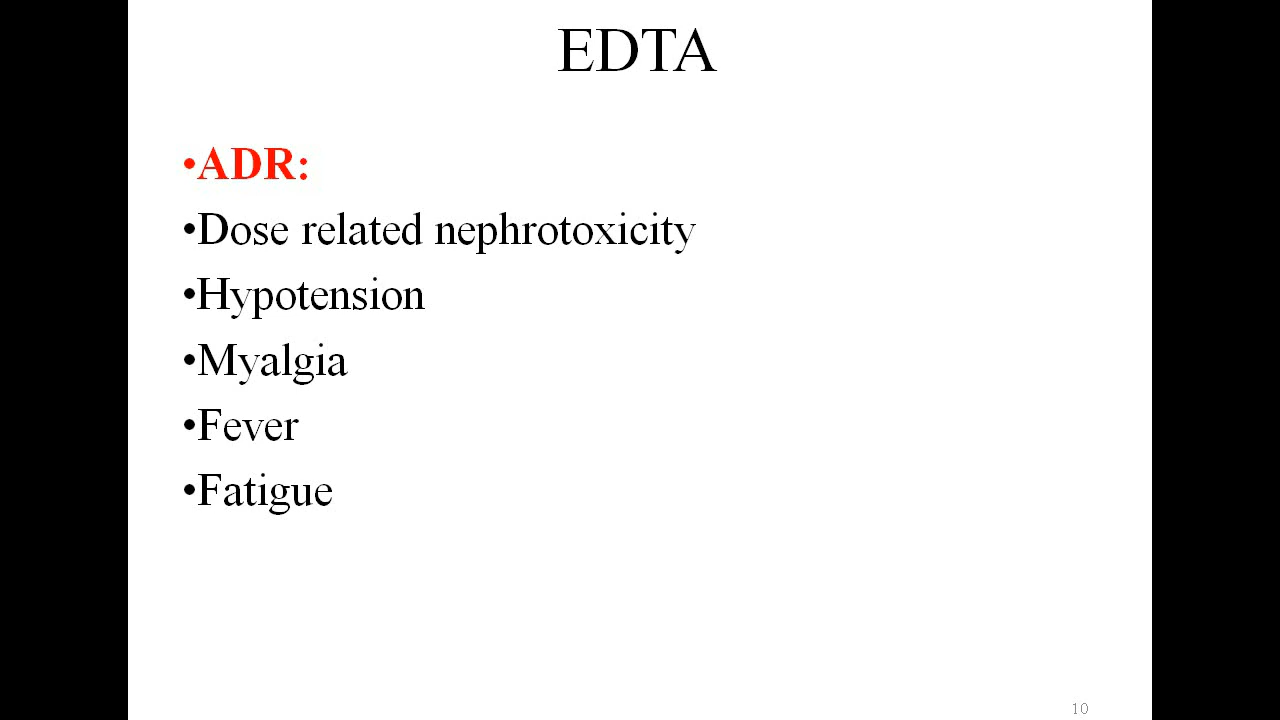 EDTA
•ADR:
•Dose related nephrotoxicity
•Hypotension
•Myalgia
•Fever
•Fatigue
10